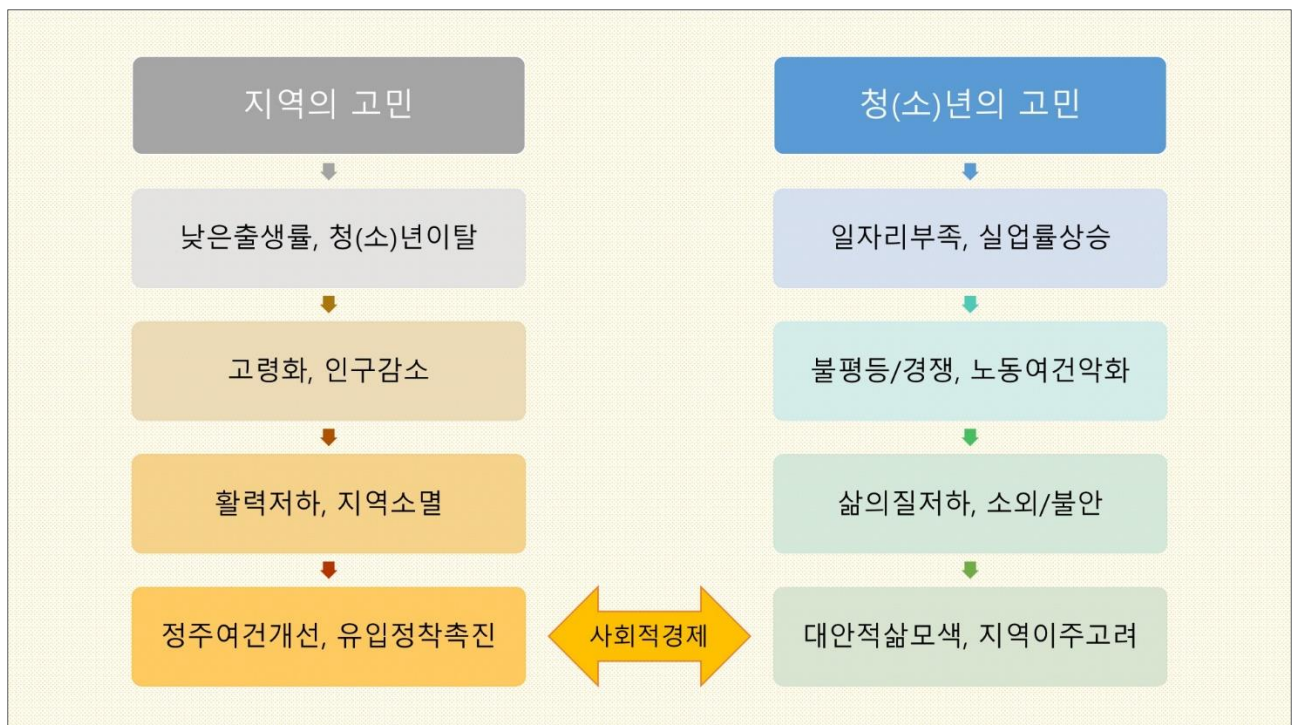 지역의 고민
낮은출생률, 청(소)년이탈
고령화, 인구감소
활력저하, 지역소멸
정주여건개선, 유입정착촉진
사회적경제
청(소)년의 고민
일자리부족, 실업률상승
불평등/경쟁, 노동여건악화
삶의질저하, 소외/불안
대안적삶모색, 지역이주고려